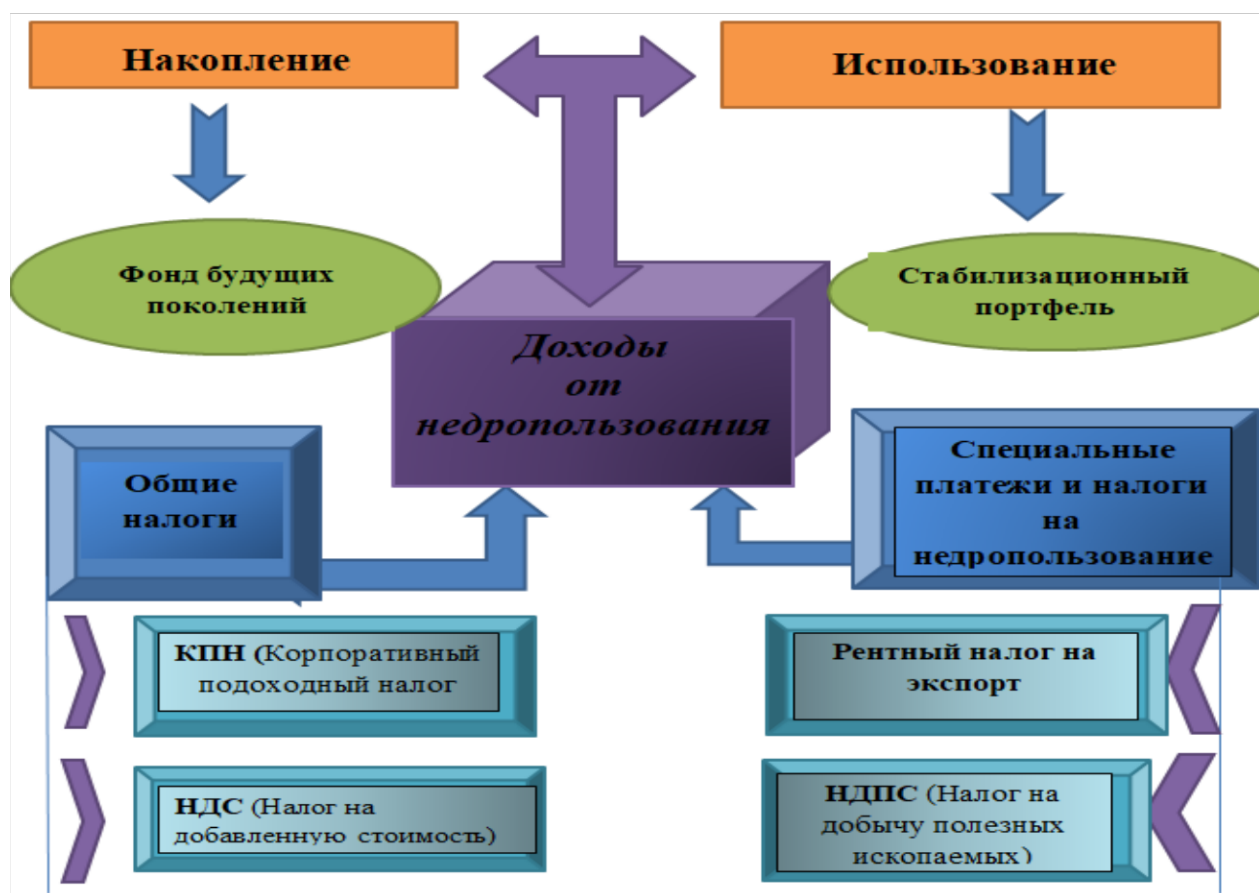 Накопление
Использование
Фонд будущих
поколений
Стабилизационный
портфель
Доходы
от
недропользования
Общие
налоги
Специальные
платежи и налоги
на
недропользование
КПН (Корпоративный
подоходный налог
Рентный налог на
экспорт
НДС (Налог на
добавленную стоимость)
НДПС (Налог на
добычу полезных
ископаемых)